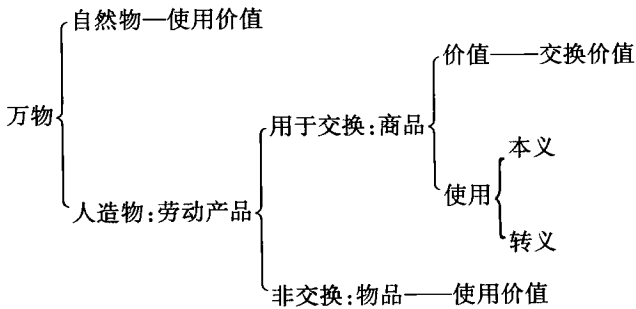 自然物—使用价值
价值——交换价值
万物
用于交换:商品
本义
使用
人造物:劳动产品
转义
非交换:物品——使用价值